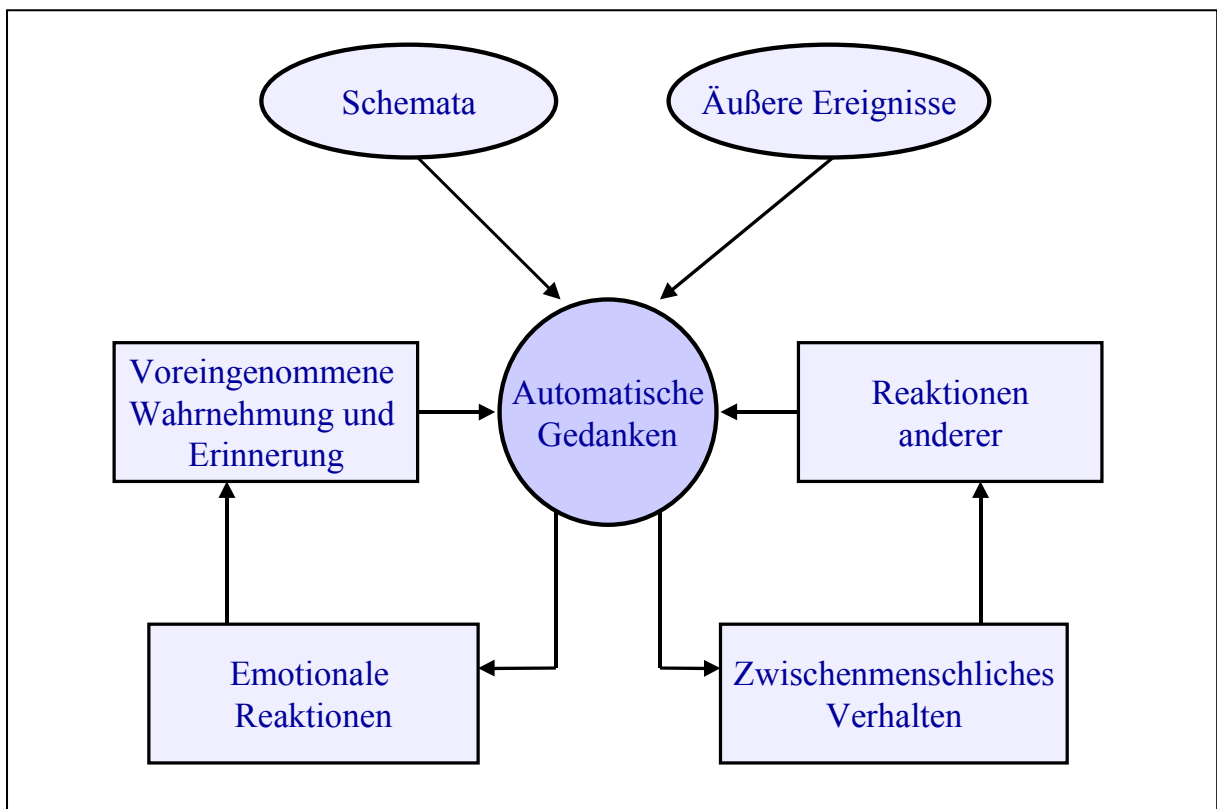 Schemata
Äußere Ereignisse
Voreingenommene
Wahrnehmung und
Erinnerung
Automatische
Gedanken
Reaktionen
anderer
Emotionale
Reaktionen
Zwischenmenschliches
Verhalten